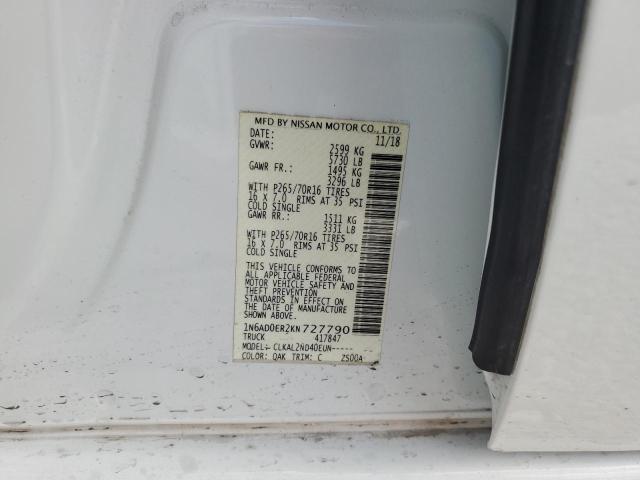 MFD BY NISSAN MOTOR CO., LTD.
DATE: 11/18
GVWR: 2599 KG
5730 LB
GAWR FR.: 1495 KG
3296 LB
WITH P265/70R16 TIRES
16 X 7.0 RIMS AT 35 PSI
COLD SINGLE
GAWR RR.: 1511 KG
3331 LB
WITH P265/70R16 TIRES
16 X 7.0 RIMS AT 35 PSI
COLD SINGLE
THIS VEHICLE CONFORMS TO
ALL APPLICABLE FEDERAL
MOTOR VEHICLE SAFETY AND
THEFT PREVENTION
STANDARDS IN EFFECT ON
THE DATE OF MANUFACTURE
SHOWN ABOVE.
1N6AD0ER2KN727790
TRUCK 417847
MODEL:- CLKAL2ND40EUN-----
COLOR: QAK TRIM: C 2S00A